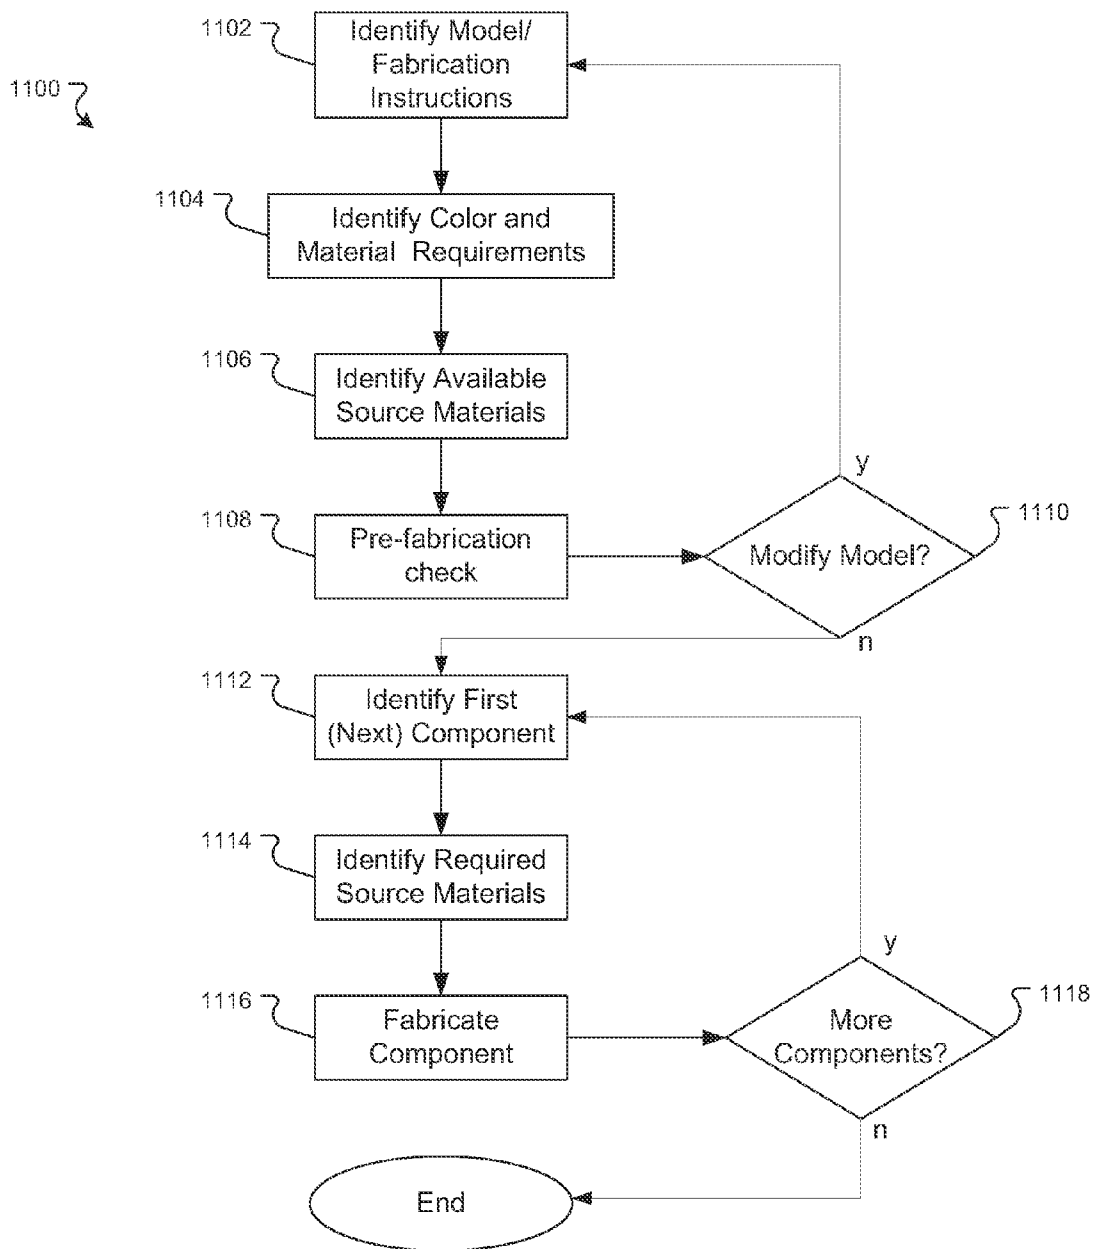 1102
Identify Model/
Fabrication
Instructions
1100
1104
Identify Color and
Material Requirements
1106
Identify Available
Source Materials
y
1108
Pre-fabrication
check
Modify Model?
1110
n
1112
Identify First
(Next) Component
1114
Identify Required
Source Materials
y
1116
Fabricate
Component
More
Components?
1118
n
End